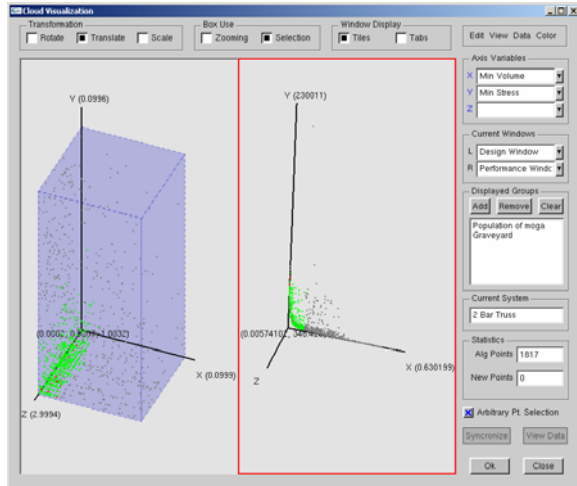 Cloud Visualization
Transformation
Rotate Translate Scale
Box Use
Zooming Selection
Window Display
Tiles Tabs
Edit View Data Color
Y (0.0996)
X (0.0999)
Z (2.9994)
Y (230011)
X (0.630199)
Z
Axis Variables
X Min Volume
Y Min Stress
Z
Current Windows
L Design Window
R Performance Windc
Displayed Groups
Add Remove Clear
Population of moga
Graveyard
Current System
2 Bar Truss
Statistics
Alg Points 1817
New Points 0
Arbitrary Pt. Selection
Syncronize View Data
Ok Close